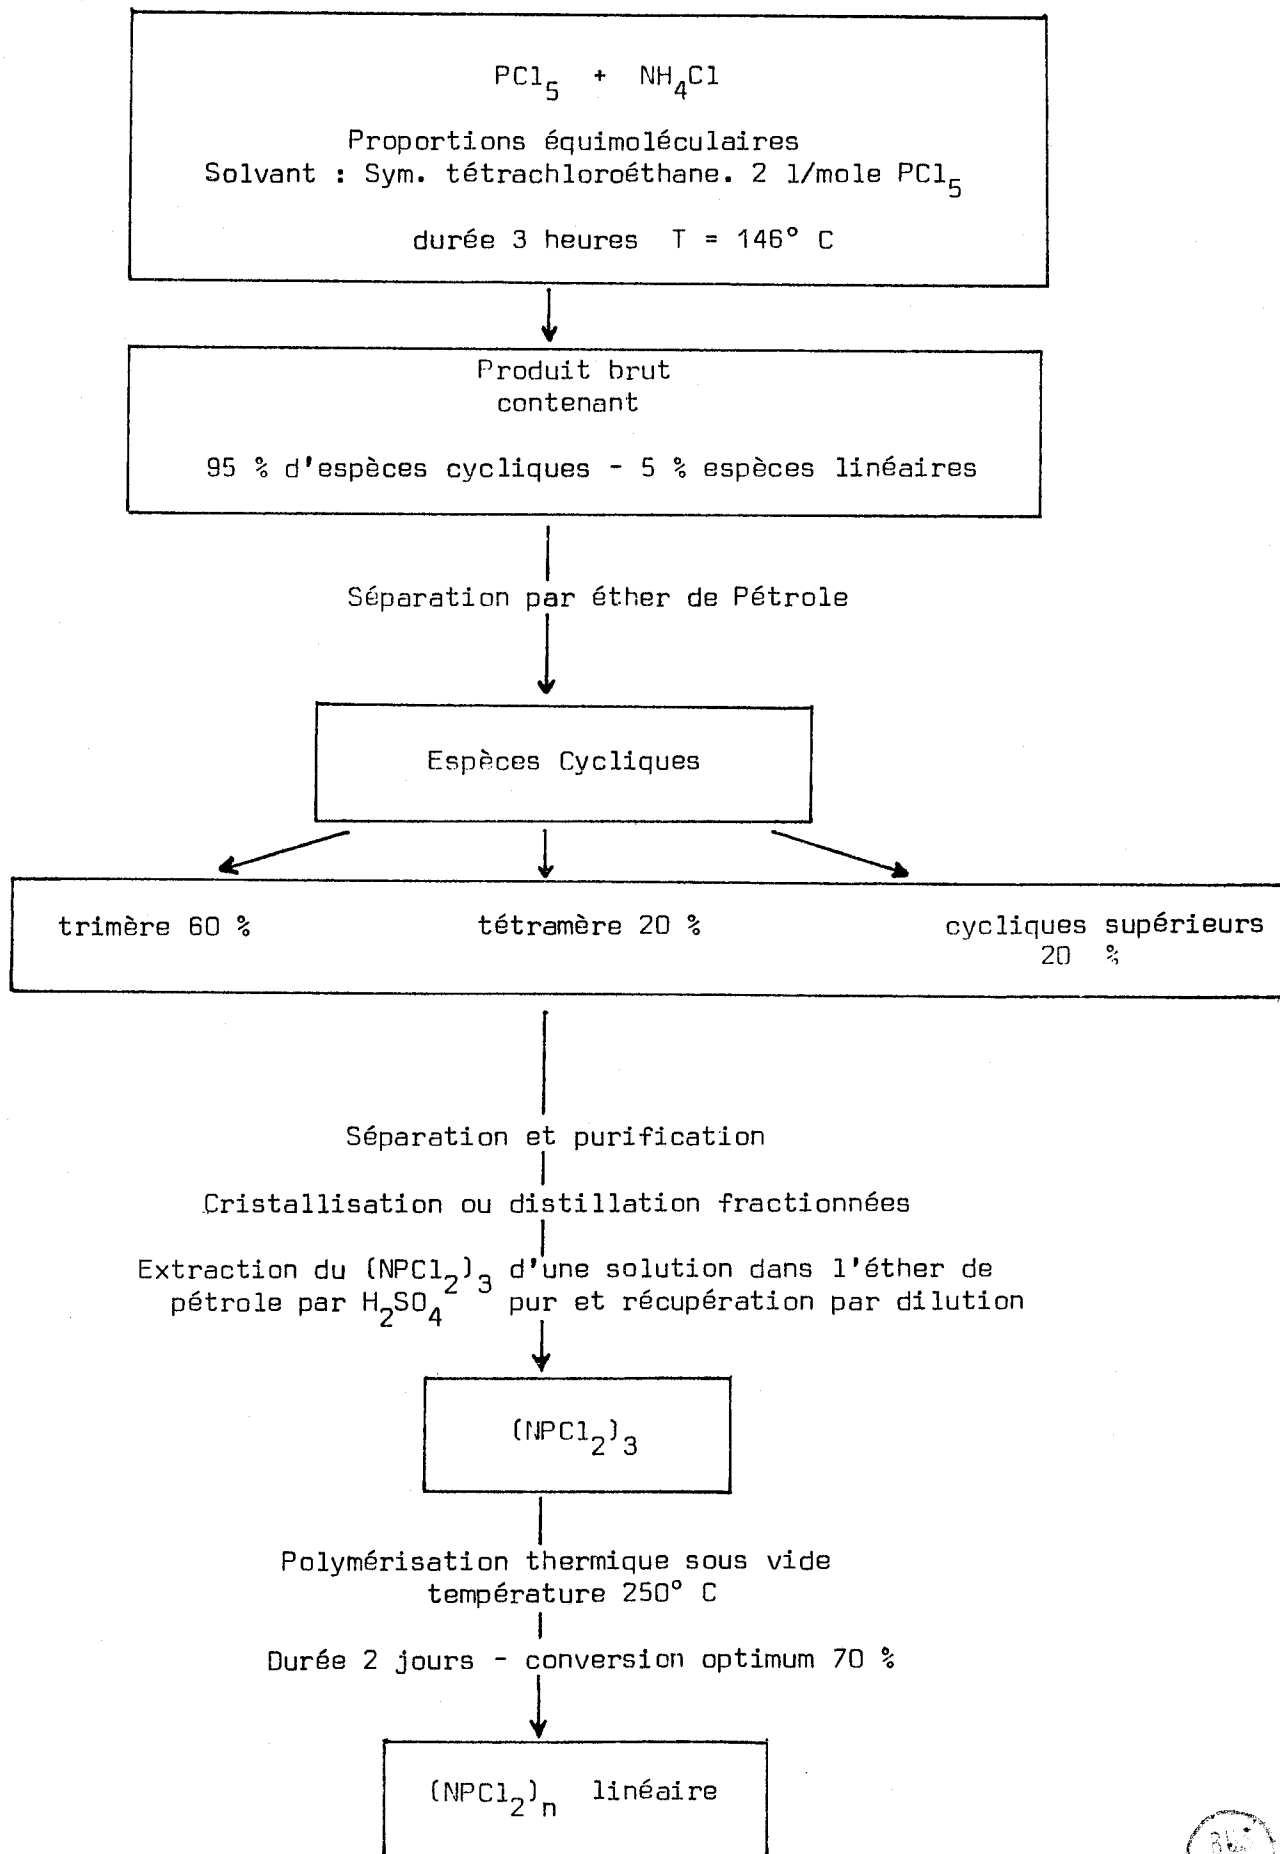 PCl5 + NH4Cl
Proportions équimoléculaires
Solvant : Sym. tétrachloroéthane. 2 l/mole PCl5
durée 3 heures T = 146° C
Produit brut
contenant
95 % d'espèces cycliques - 5 % espèces linéaires
Séparation par éther de Pétrole
Espèces Cycliques
trimère 60 % tétramère 20 % cycliques supérieurs
20 %
Séparation et purification
Cristallisation ou distillation fractionnées
Extraction du (NPCl2)3 d'une solution dans l'éther de
pétrole par H2SO4 pur et récupération par dilution
(NPCl2)3
Polymérisation thermique sous vide
température 250° C
Durée 2 jours - conversion optimum 70 %
(NPCl2)n linéaire